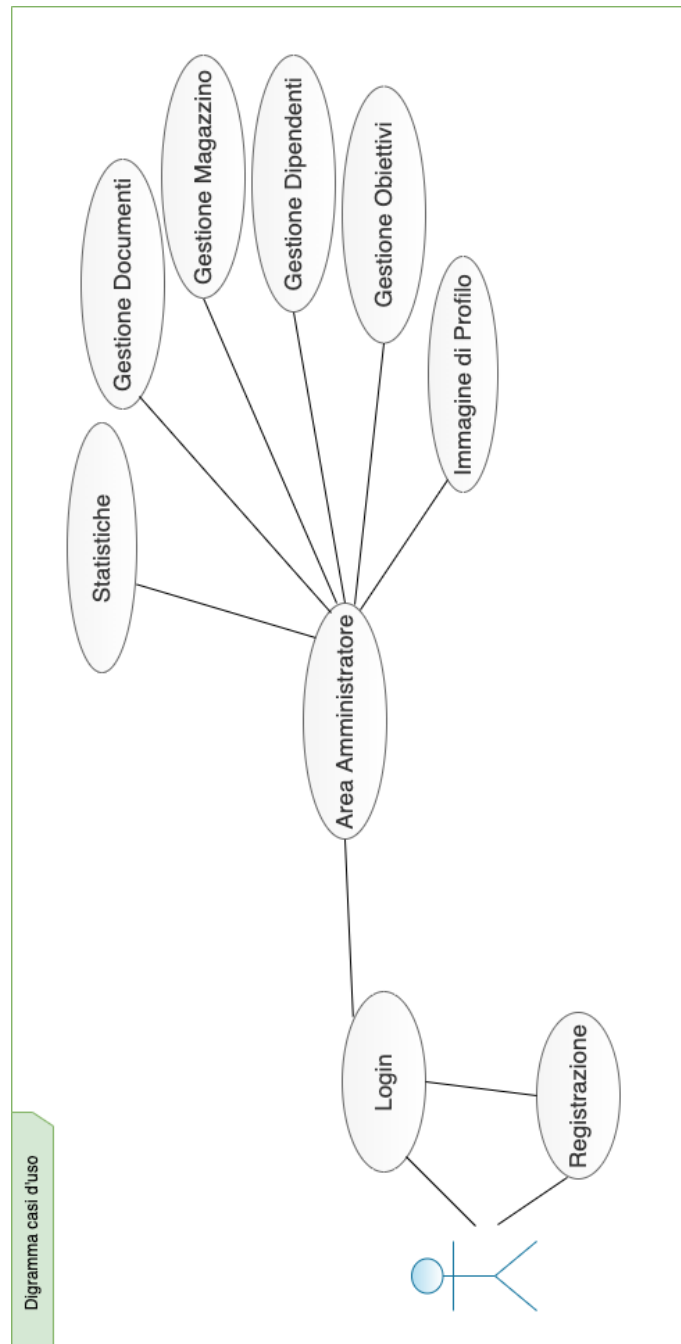 Digramma casi d'uso
Login
Registrazione
Area Amministratore
Statistiche
Gestione Documenti
Gestione Magazzino
Gestione Dipendenti
Gestione Obiettivi
Immagine di Profilo